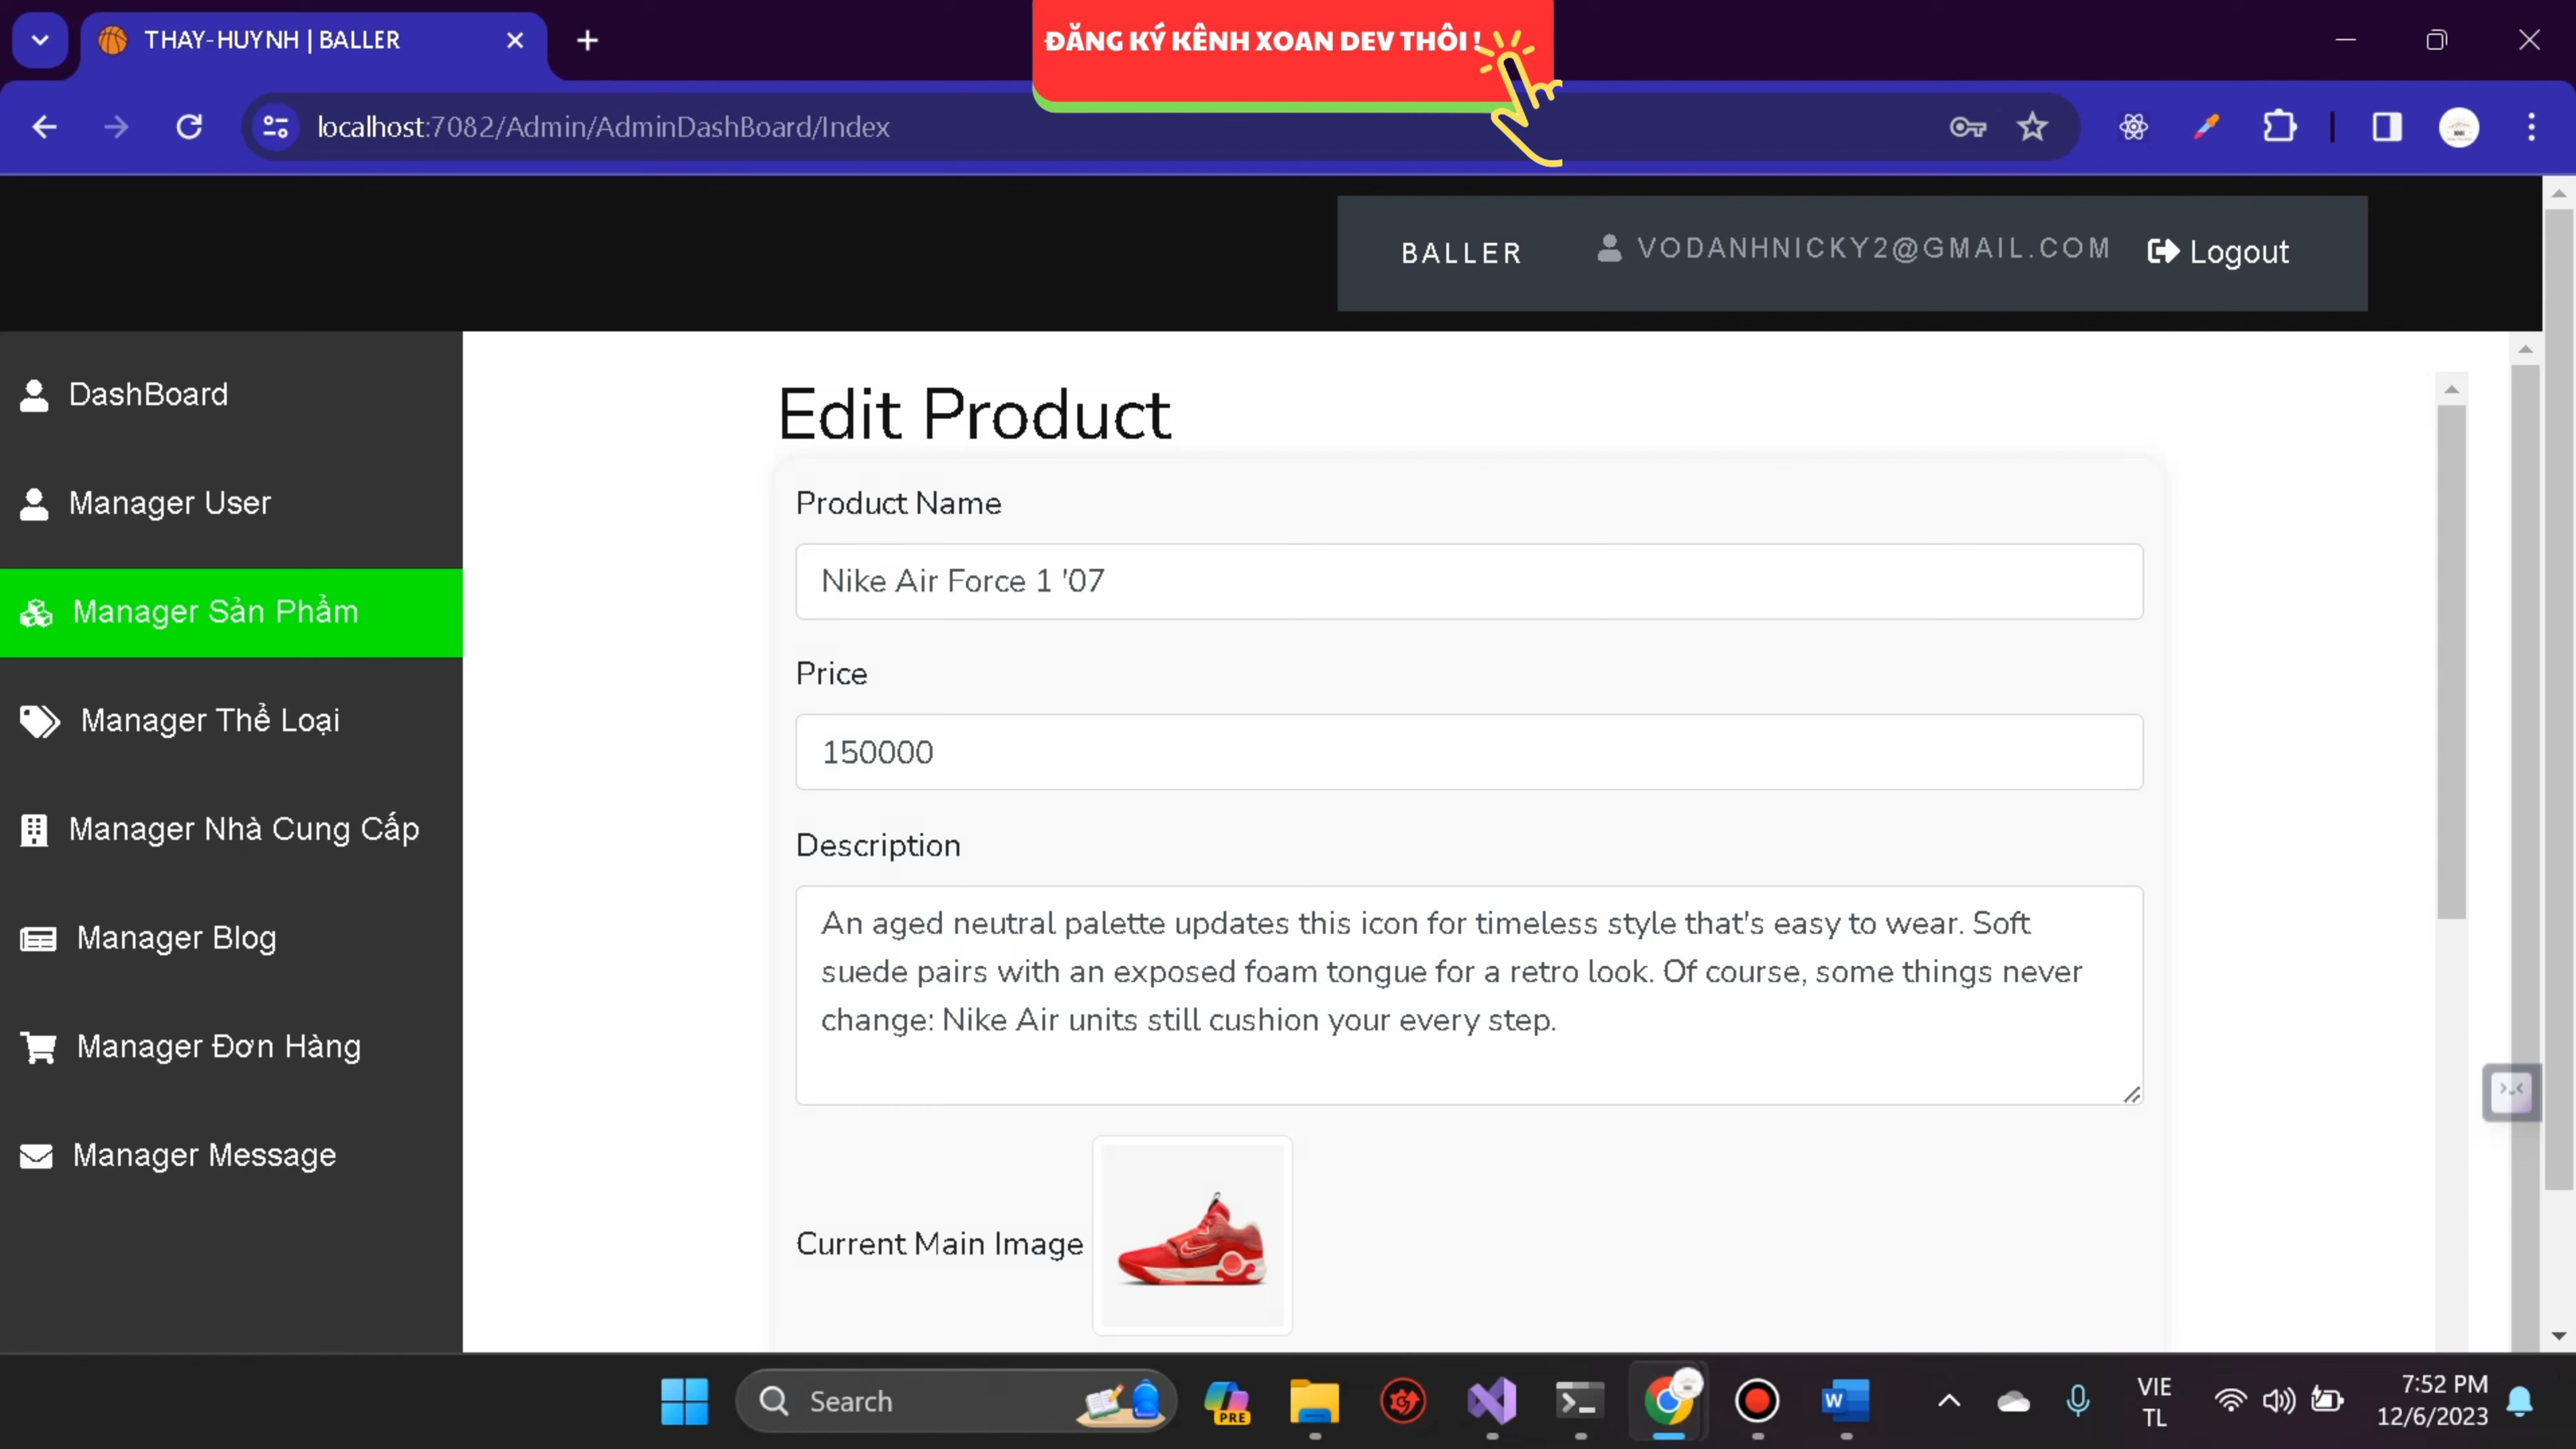 THAY-HUYNH | BALLER
ĐĂNG KÝ KÊNH XOAN DEV THÔI !
localhost:7082/Admin/AdminDashBoard/Index
BALLER
VODANHNICKY2@GMAIL.COM
Logout
DashBoard
Manager User
Manager Sản Phẩm
Manager Thể Loại
Manager Nhà Cung Cấp
Manager Blog
Manager Đơn Hàng
Manager Message
Edit Product
Product Name
Nike Air Force 1 '07
Price
150000
Description
An aged neutral palette updates this icon for timeless style that's easy to wear. Soft
suede pairs with an exposed foam tongue for a retro look. Of course, some things never
change: Nike Air units still cushion your every step.
Current Main Image
Search
PRE
W
VIE
TL
7:52 PM
12/6/2023